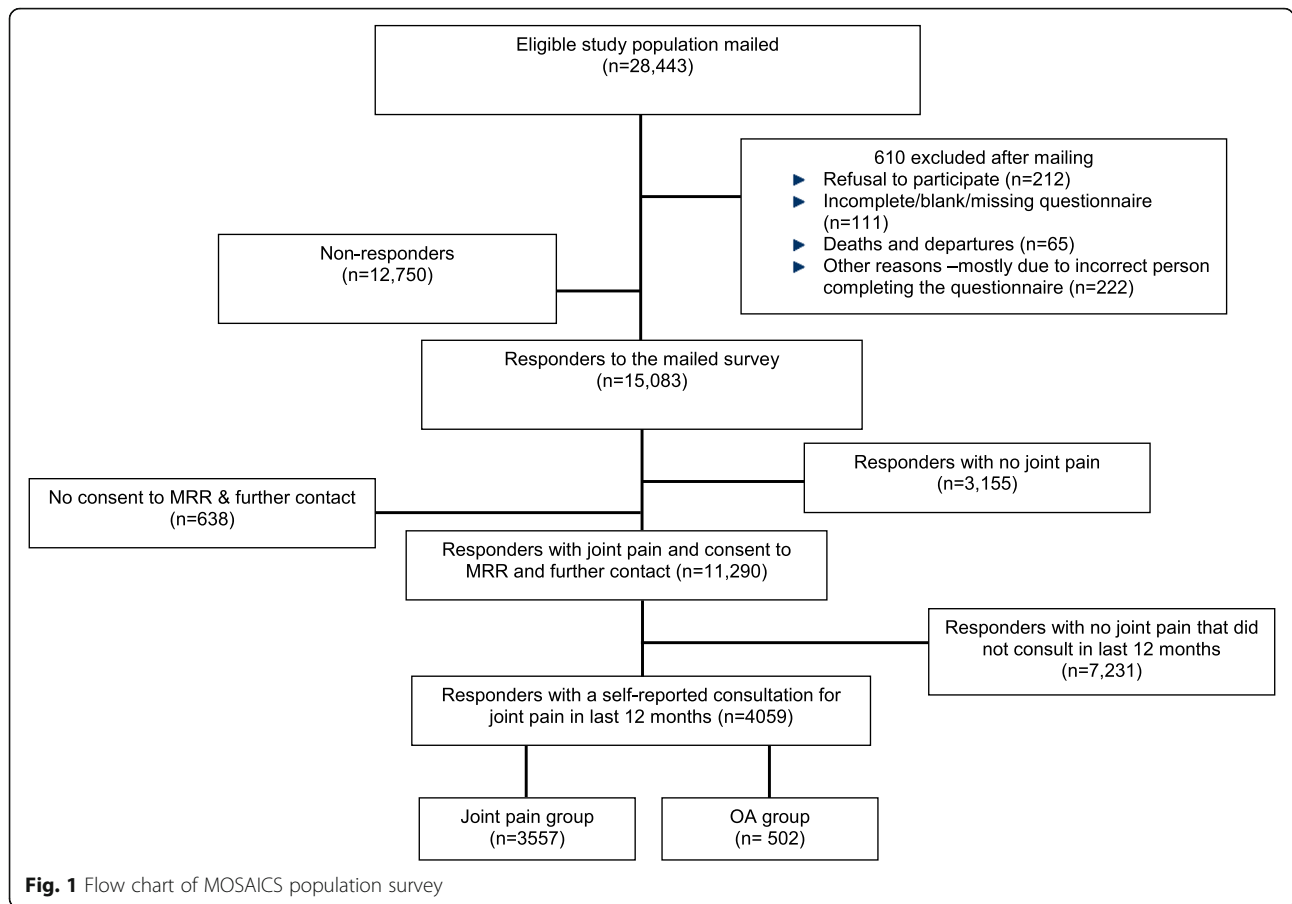 Eligible study population mailed
(n=28,443)
610 excluded after mailing
► Refusal to participate (n=212)
► Incomplete/blank/missing questionnaire
(n=111)
► Deaths and departures (n=65)
► Other reasons –mostly due to incorrect person
completing the questionnaire (n=222)
Non-responders
(n=12,750)
Responders to the mailed survey
(n=15,083)
Responders with no joint pain
(n=3,155)
No consent to MRR & further contact
(n=638)
Responders with joint pain and consent to
MRR and further contact (n=11,290)
Responders with no joint pain that did
not consult in last 12 months
(n=7,231)
Responders with a self-reported consultation for
joint pain in last 12 months (n=4059)
Joint pain group
(n=3557)
OA group
(n= 502)
Fig. 1 Flow chart of MOSAICS population survey